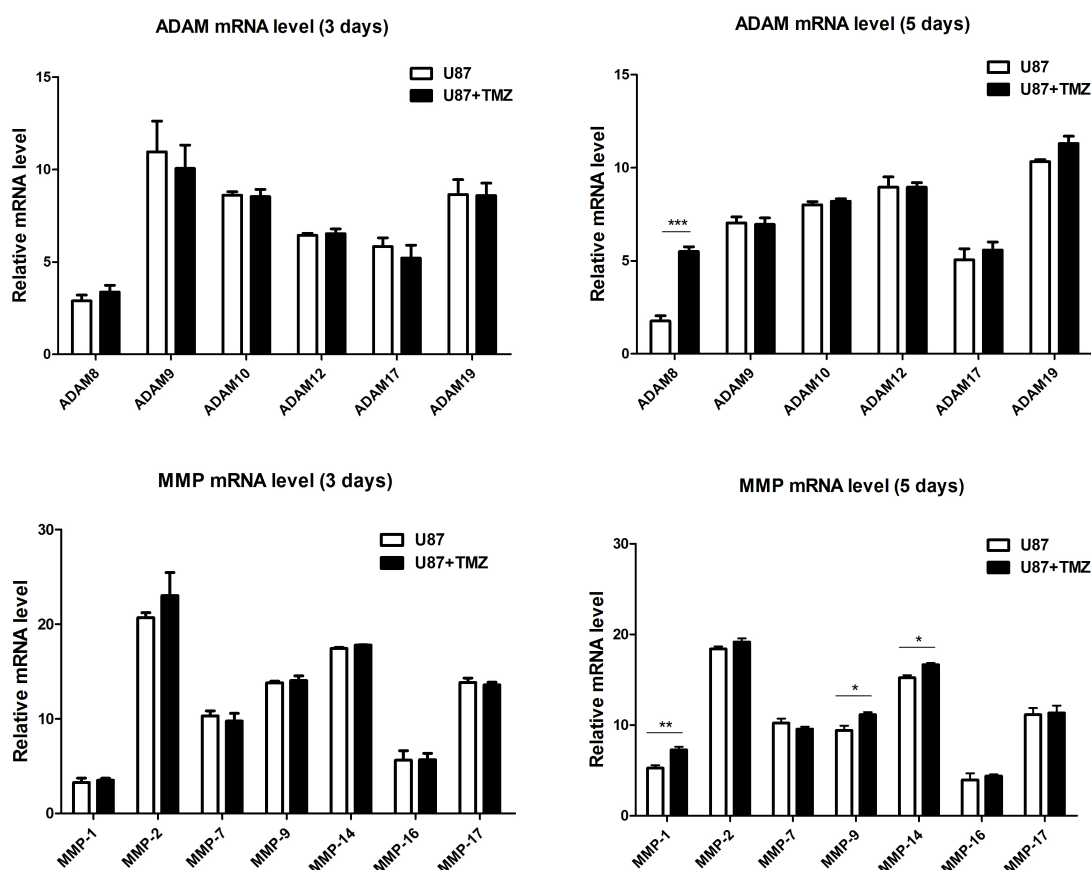 ADAM mRNA level (3 days)
U87
U87+TMZ
Relative mRNA level
15
10
5
0
ADAM8
ADAM9
ADAM10
ADAM12
ADAM17
ADAM19
ADAM mRNA level (5 days)
U87
U87+TMZ
Relative mRNA level
15
10
5
0
***
ADAM8
ADAM9
ADAM10
ADAM12
ADAM17
ADAM19
MMP mRNA level (3 days)
U87
U87+TMZ
Relative mRNA level
30
20
10
0
MMP-1
MMP-2
MMP-7
MMP-9
MMP-14
MMP-16
MMP-17
MMP mRNA level (5 days)
U87
U87+TMZ
Relative mRNA level
30
20
10
0
**
*
*
MMP-1
MMP-2
MMP-7
MMP-9
MMP-14
MMP-16
MMP-17